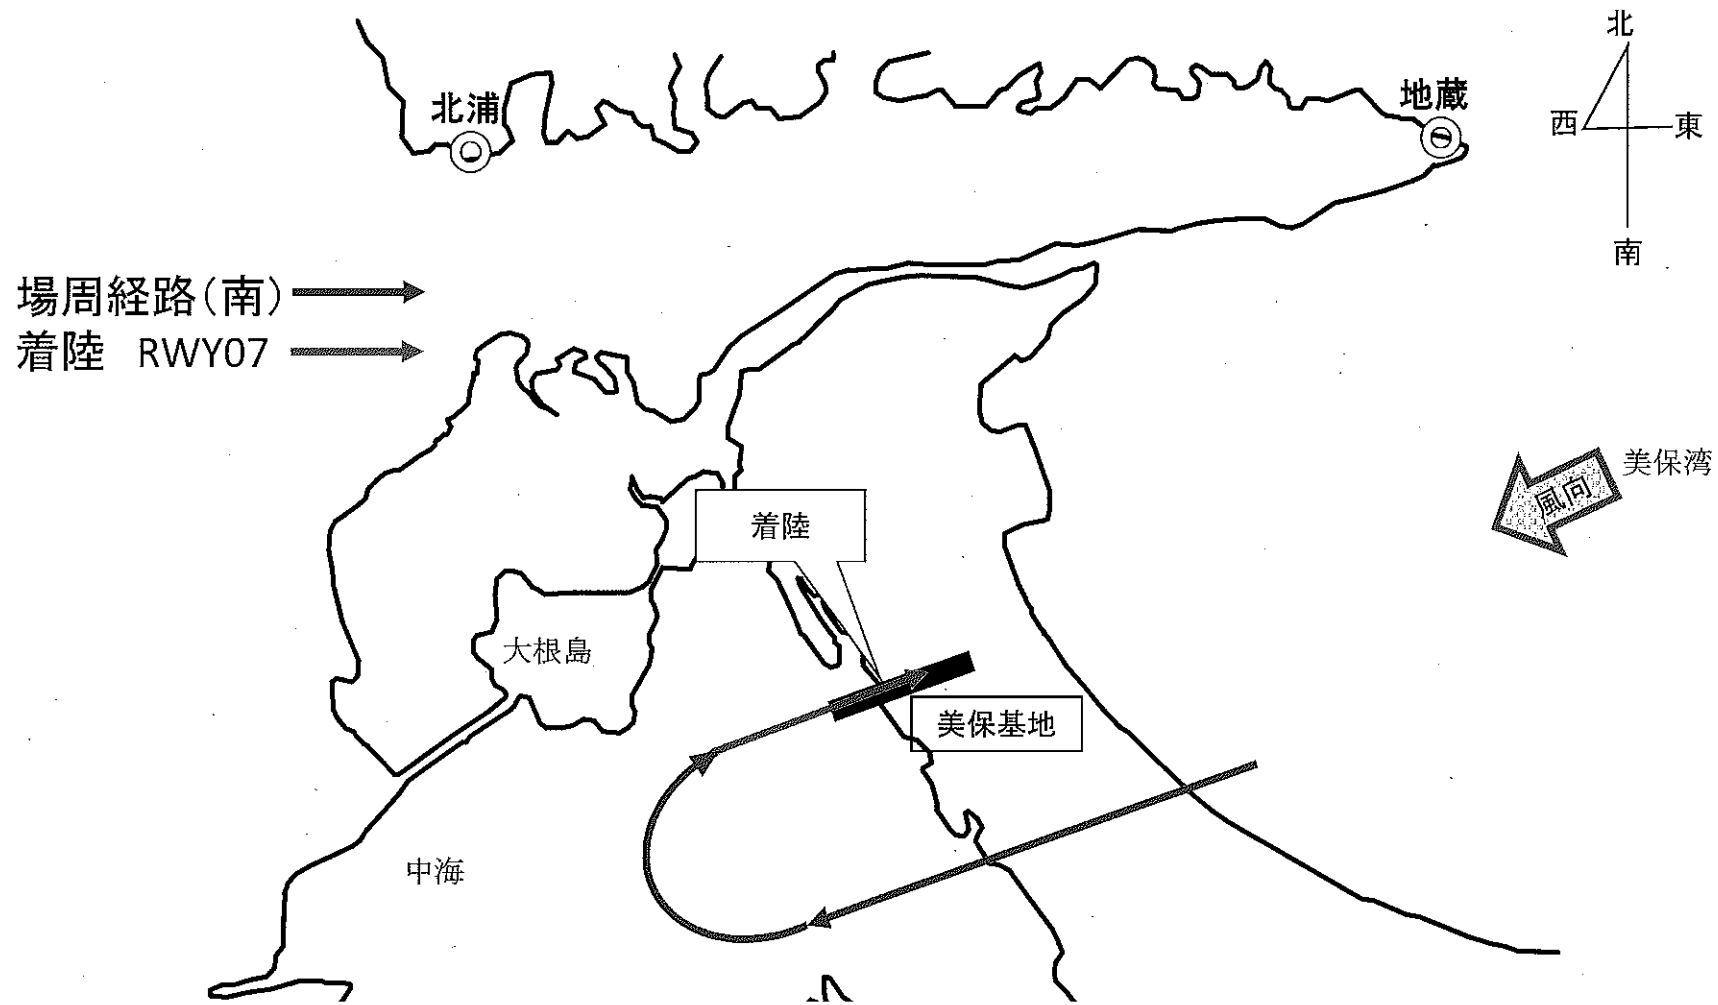 北
北浦
地蔵
西
東
南
場周経路(南)
着陸 RWY07
美保湾
風向
着陸
大根島
美保基地
中海